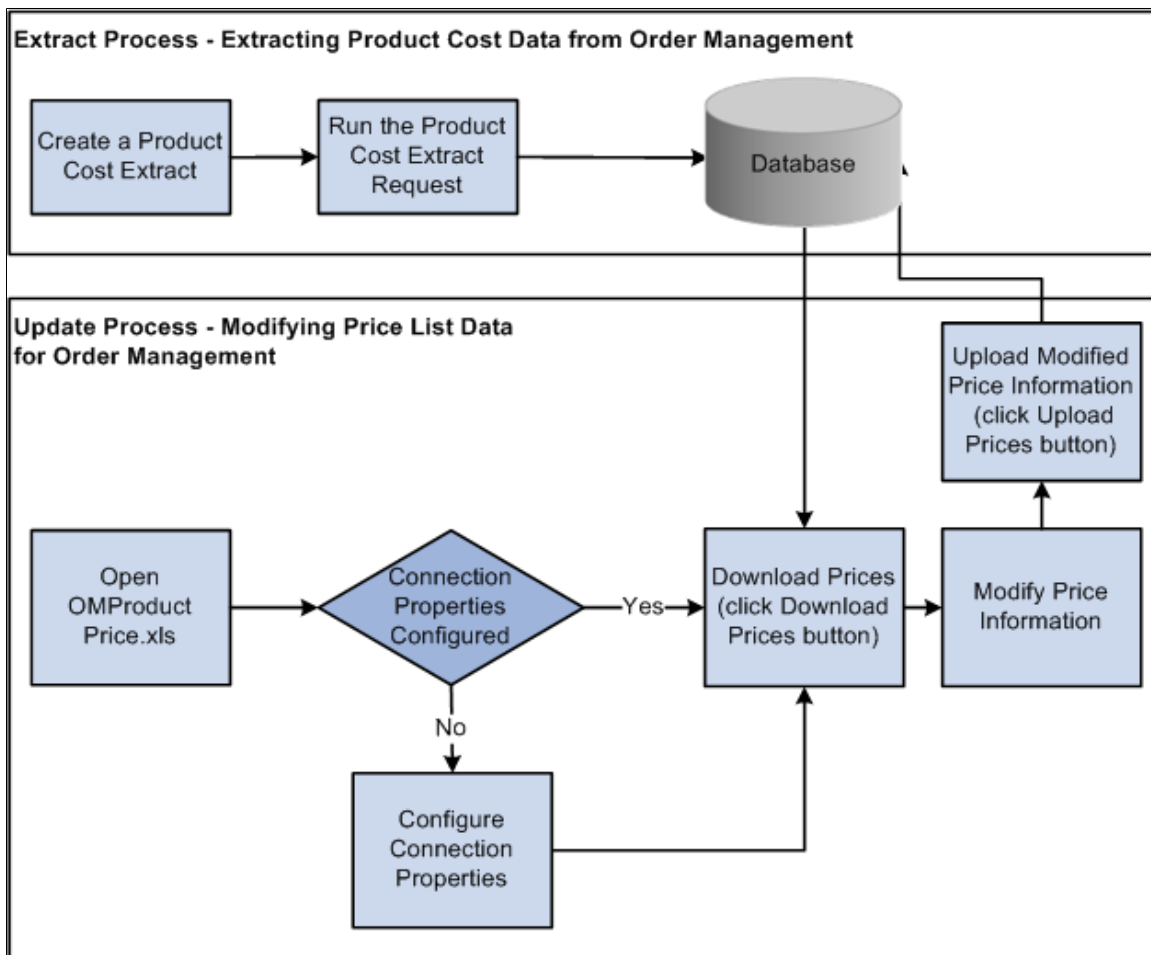 Extract Process - Extracting Product Cost Data from Order Management
Create a Product
Cost Extract
Run the Product
Cost Extract
Request
Database
Update Process - Modifying Price List Data
for Order Management
Upload Modified
Price Information
(click Upload
Prices button)
Open
OMProduct
Price.xls
Connection
Properties
Configured
Yes
Download Prices
(click Download
Prices button)
Modify Price
Information
No
Configure
Connection
Properties